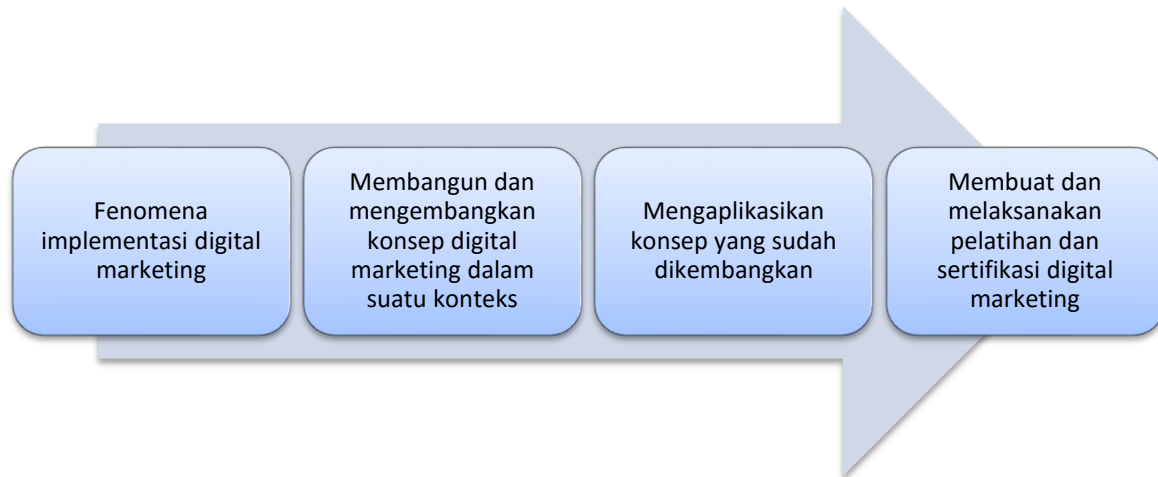 Fenomena
implementasi digital
marketing
Membangun dan
mengembangkan
konsep digital
marketing dalam
suatu konteks
Mengaplikasikan
konsep yang sudah
dikembangkan
Membuat dan
melaksanakan
pelatihan dan
sertifikasi digital
marketing